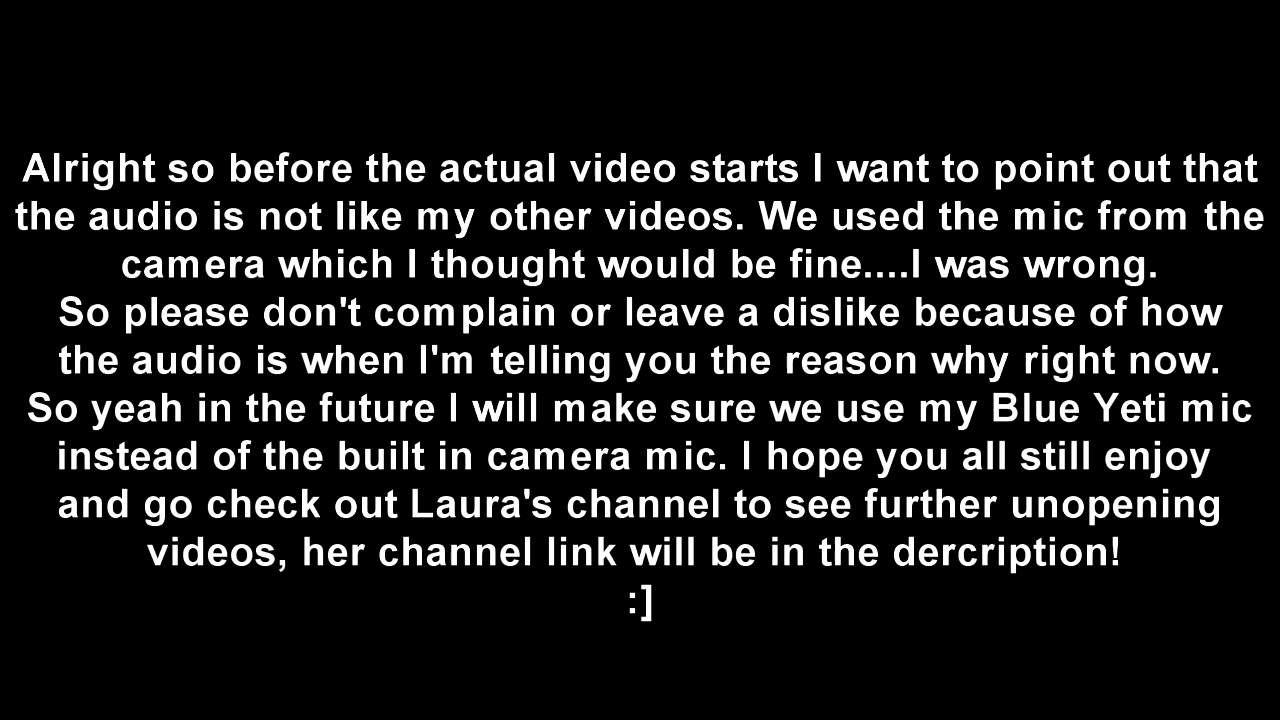 Alright so before the actual video starts I want to point out that
the audio is not like my other videos. We used the mic from the
camera which I thought would be fine....I was wrong.
So please don't complain or leave a dislike because of how
the audio is when I'm telling you the reason why right now.
So yeah in the future I will make sure we use my Blue Yeti mic
instead of the built in camera mic. I hope you all still enjoy
and go check out Laura's channel to see further unopening
videos, her channel link will be in the dercription!
:]